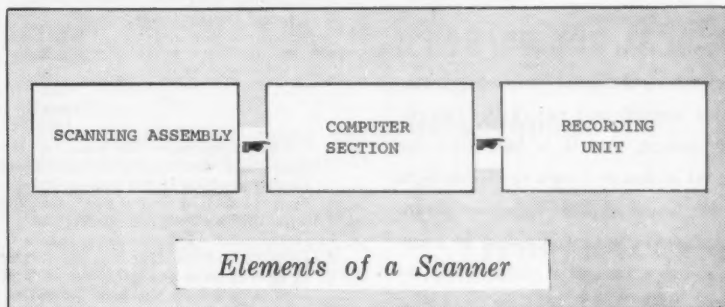 SCANNING ASSEMBLY
COMPUTER
SECTION
RECORDING
UNIT
Elements of a Scanner